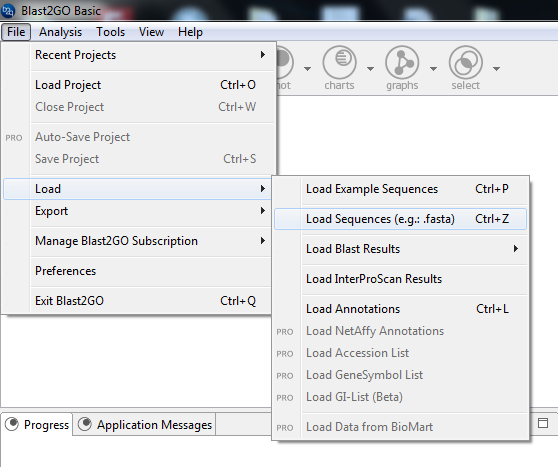 Blast2GO Basic
File Analysis Tools View Help
Recent Projects
Load Project Ctrl+O
Close Project Ctrl+W
PRO Auto-Save Project
Save Project Ctrl+S
Load
Export
Manage Blast2GO Subscription
Preferences
Exit Blast2GO Ctrl+Q
charts graphs select
Load Example Sequences Ctrl+P
Load Sequences (e.g.: .fasta) Ctrl+Z
Load Blast Results
Load InterProScan Results
Load Annotations Ctrl+L
PRO Load NetAffy Annotations
PRO Load Accession List
PRO Load GeneSymbol List
PRO Load GI-List (Beta)
PRO Load Data from BioMart
Progress Application Messages